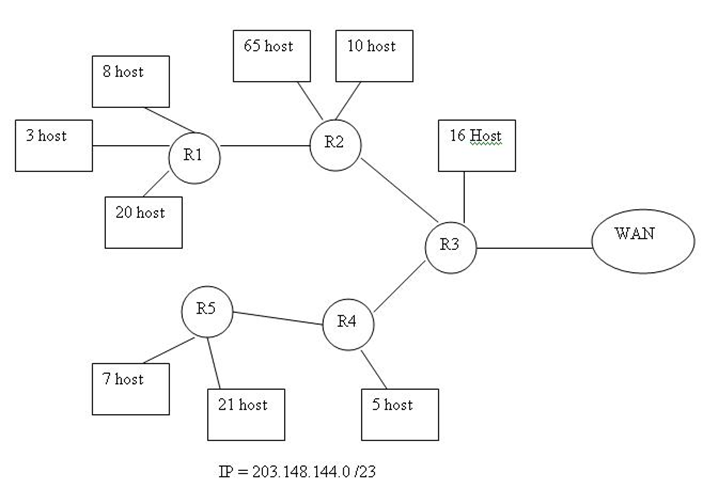 65 host
10 host
8 host
3 host
R1
R2
16 Host
20 host
R3
WAN
R5
R4
7 host
21 host
5 host
IP = 203.148.144.0 /23